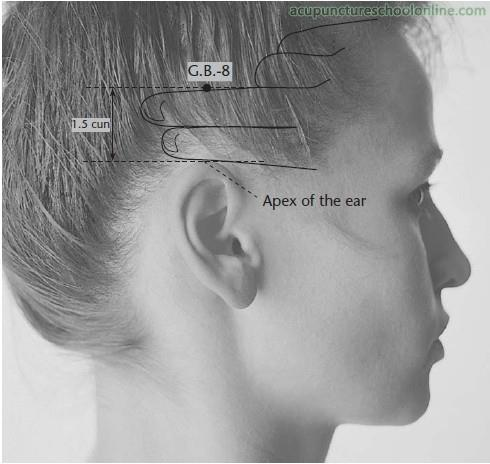 acupunctureschoolonline.com
G.B.-8
1.5 cun
Apex of the ear